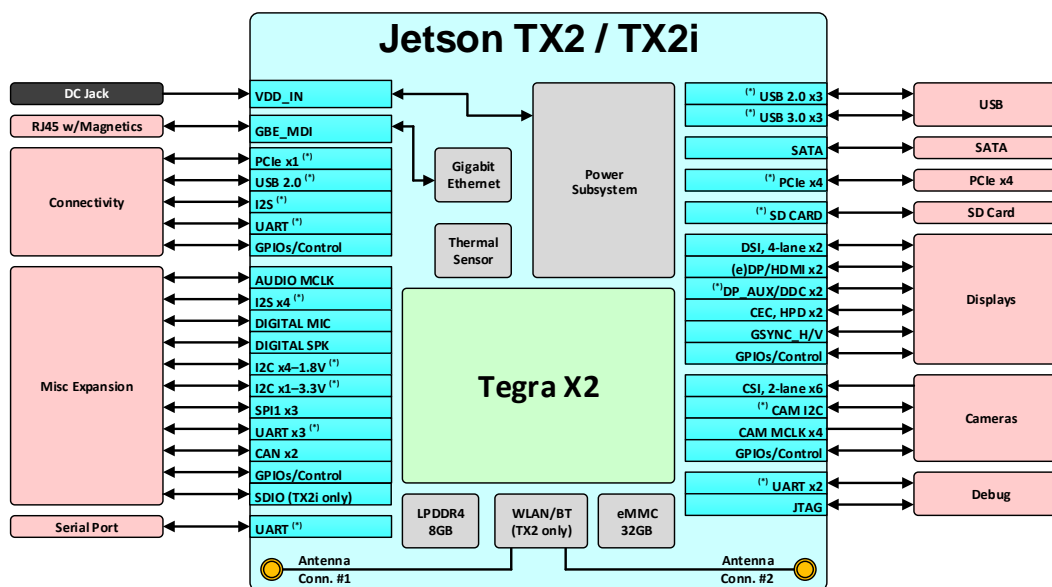 Jetson TX2 / TX2i
DC Jack
RJ45 w/Magnetics
Connectivity
Misc Expansion
Serial Port
VDD_IN
GBE_MDI
PCIe x1 (*)
USB 2.0 (*)
I2S (*)
UART (*)
GPIOs/Control
AUDIO MCLK
I2S x4 (*)
DIGITAL MIC
DIGITAL SPK
I2C x4–1.8V (*)
I2C x1–3.3V (*)
SPI1 x3
UART x3 (*)
CAN x2
GPIOs/Control
SDIO (TX2i only)
UART (*)
Gigabit
Ethernet
Thermal
Sensor
Power
Subsystem
Tegra X2
LPDDR4
8GB
WLAN/BT
(TX2 only)
eMMC
32GB
Antenna
Conn. #1
Antenna
Conn. #2
(*) USB 2.0 x3
(*) USB 3.0 x3
SATA
(*) PCIe x4
(*) SD CARD
DSI, 4-lane x2
(e)DP/HDMI x2
(*)DP_AUX/DDC x2
CEC, HPD x2
GSYNC_H/V
GPIOs/Control
CSI, 2-lane x6
(*) CAM I2C
CAM MCLK x4
GPIOs/Control
(*) UART x2
JTAG
USB
SATA
PCIe x4
SD Card
Displays
Cameras
Debug